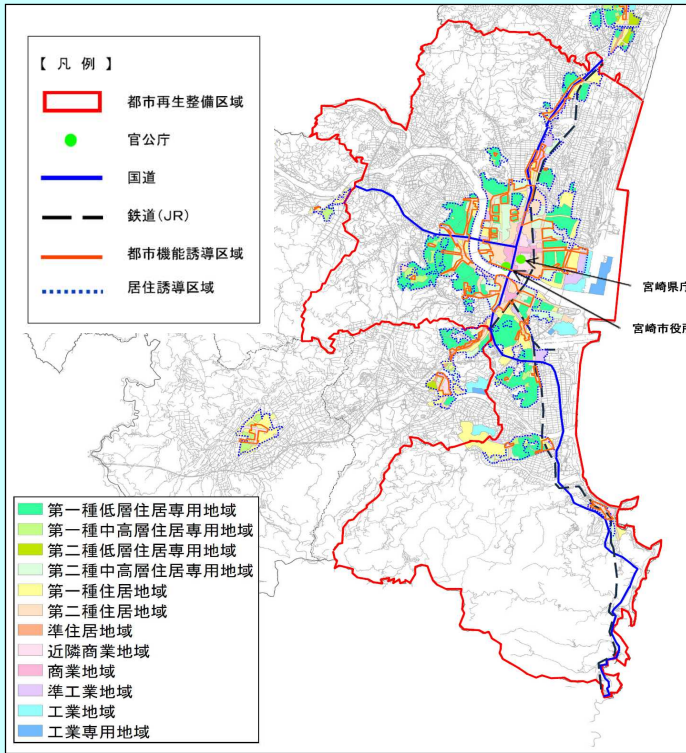 【 凡 例 】
都市再生整備区域
官公庁
国道
鉄道(JR)
都市機能誘導区域
居住誘導区域
宮崎県庁
宮崎市役所
第一種低層住居専用地域
第一種中高層住居専用地域
第二種低層住居専用地域
第二種中高層住居専用地域
第一種住居地域
第二種住居地域
準住居地域
近隣商業地域
商業地域
準工業地域
工業地域
工業専用地域